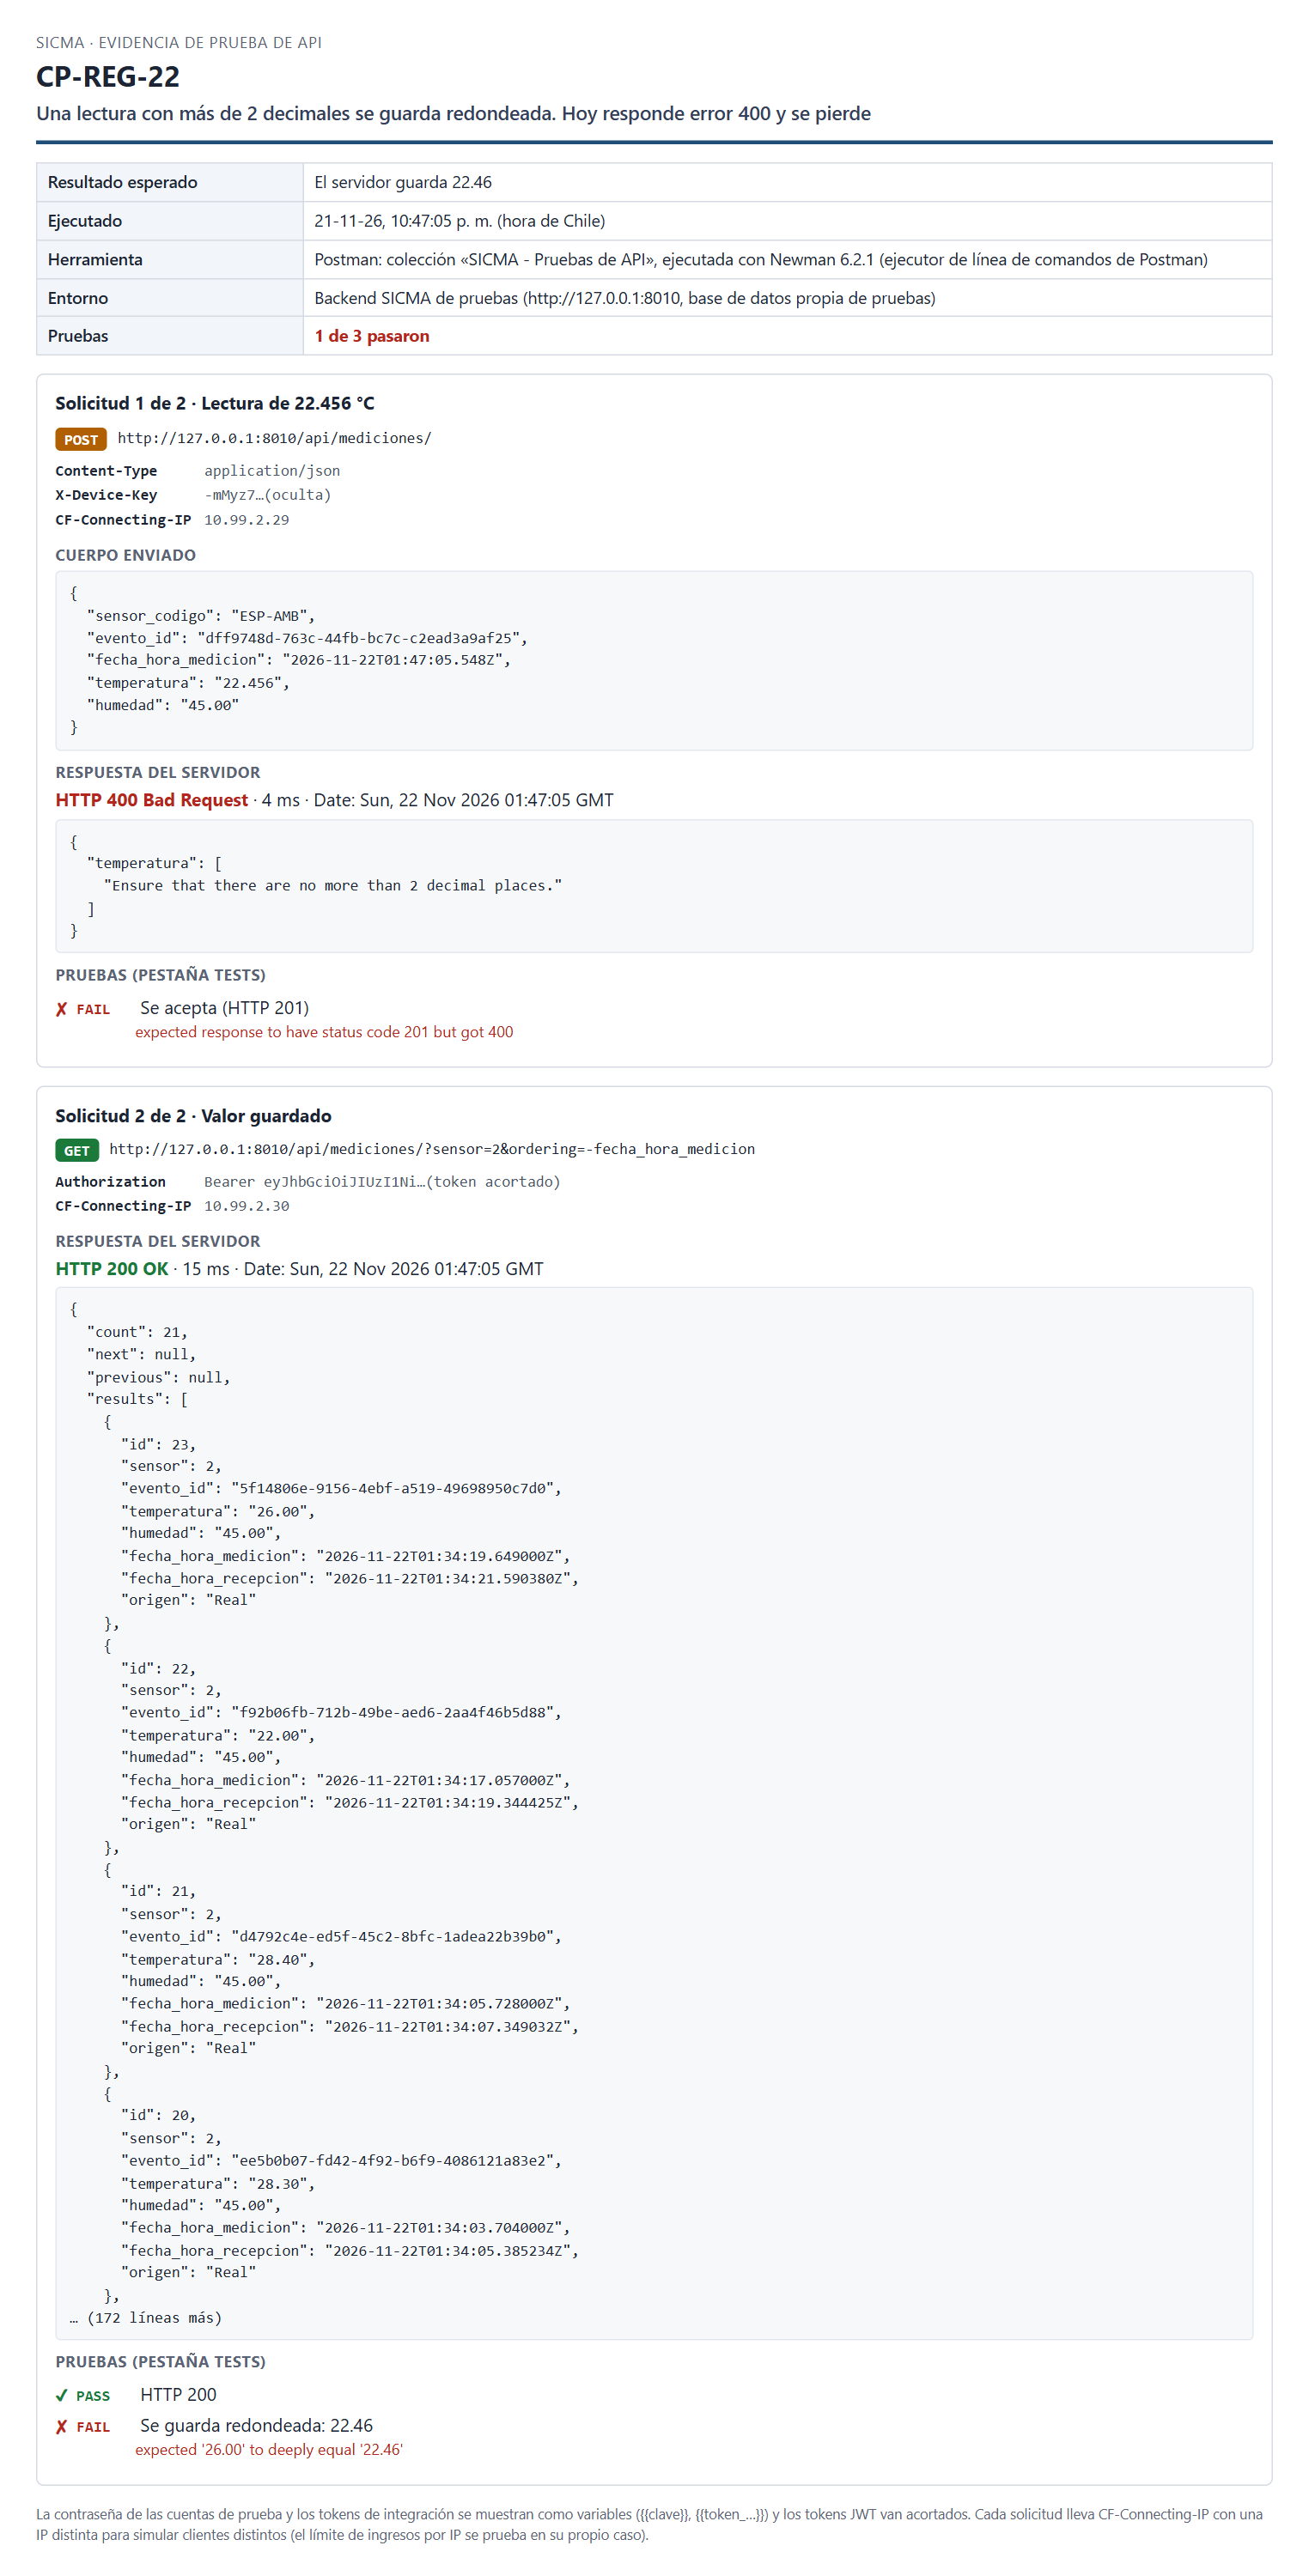 SICMA · EVIDENCIA DE PRUEBA DE API
CP-REG-22
Una lectura con más de 2 decimales se guarda redondeada. Hoy responde error 400 y se pierde
Resultado esperado El servidor guarda 22.46
Ejecutado 21-11-26, 10:47:05 p. m. (hora de Chile)
Herramienta Postman: colección «SICMA - Pruebas de API», ejecutada con Newman 6.2.1 (ejecutor de línea de comandos de Postman)
Entorno Backend SICMA de pruebas (http://127.0.0.1:8010, base de datos propia de pruebas)
Pruebas 1 de 3 pasaron
Solicitud 1 de 2 · Lectura de 22.456 °C
POST http://127.0.0.1:8010/api/mediciones/
Content-Type application/json
X-Device-Key -mMyz7…(oculta)
CF-Connecting-IP 10.99.2.29
CUERPO ENVIADO
{
"sensor_codigo": "ESP-AMB",
"evento_id": "dff9748d-763c-44fb-bc7c-c2ead3a9af25",
"fecha_hora_medicion": "2026-11-22T01:47:05.548Z",
"temperatura": "22.456",
"humedad": "45.00"
}
RESPUESTA DEL SERVIDOR
HTTP 400 Bad Request · 4 ms · Date: Sun, 22 Nov 2026 01:47:05 GMT
{
"temperatura": [
"Ensure that there are no more than 2 decimal places."
]
}
PRUEBAS (PESTAÑA TESTS)
✗ FAIL Se acepta (HTTP 201)
expected response to have status code 201 but got 400
Solicitud 2 de 2 · Valor guardado
GET http://127.0.0.1:8010/api/mediciones/?sensor=2&ordering=-fecha_hora_medicion
Authorization Bearer eyJhbGciOiJIUzI1Ni…(token acortado)
CF-Connecting-IP 10.99.2.30
RESPUESTA DEL SERVIDOR
HTTP 200 OK · 15 ms · Date: Sun, 22 Nov 2026 01:47:05 GMT
{
"count": 21,
"next": null,
"previous": null,
"results": [
{
"id": 23,
"sensor": 2,
"evento_id": "5f14806e-9156-4ebf-a519-49698950c7d0",
"temperatura": "26.00",
"humedad": "45.00",
"fecha_hora_medicion": "2026-11-22T01:34:19.649000Z",
"fecha_hora_recepcion": "2026-11-22T01:34:21.590380Z",
"origen": "Real"
},
{
"id": 22,
"sensor": 2,
"evento_id": "f92b06fb-712b-49be-aed6-2aa4f46b5d88",
"temperatura": "22.00",
"humedad": "45.00",
"fecha_hora_medicion": "2026-11-22T01:34:17.057000Z",
"fecha_hora_recepcion": "2026-11-22T01:34:19.344425Z",
"origen": "Real"
},
{
"id": 21,
"sensor": 2,
"evento_id": "d4792c4e-ed5f-45c2-8bfc-1adea22b39b0",
"temperatura": "28.40",
"humedad": "45.00",
"fecha_hora_medicion": "2026-11-22T01:34:05.728000Z",
"fecha_hora_recepcion": "2026-11-22T01:34:07.349032Z",
"origen": "Real"
},
{
"id": 20,
"sensor": 2,
"evento_id": "ee5b0b07-fd42-4f92-b6f9-4086121a83e2",
"temperatura": "28.30",
"humedad": "45.00",
"fecha_hora_medicion": "2026-11-22T01:34:03.704000Z",
"fecha_hora_recepcion": "2026-11-22T01:34:05.385234Z",
"origen": "Real"
},
… (172 líneas más)
PRUEBAS (PESTAÑA TESTS)
✓ PASS HTTP 200
✗ FAIL Se guarda redondeada: 22.46
expected '26.00' to deeply equal '22.46'
La contraseña de las cuentas de prueba y los tokens de integración se muestran como variables ({{clave}}, {{token_…}}) y los tokens JWT van acortados. Cada solicitud lleva CF-Connecting-IP con una
IP distinta para simular clientes distintos (el límite de ingresos por IP se prueba en su propio caso).